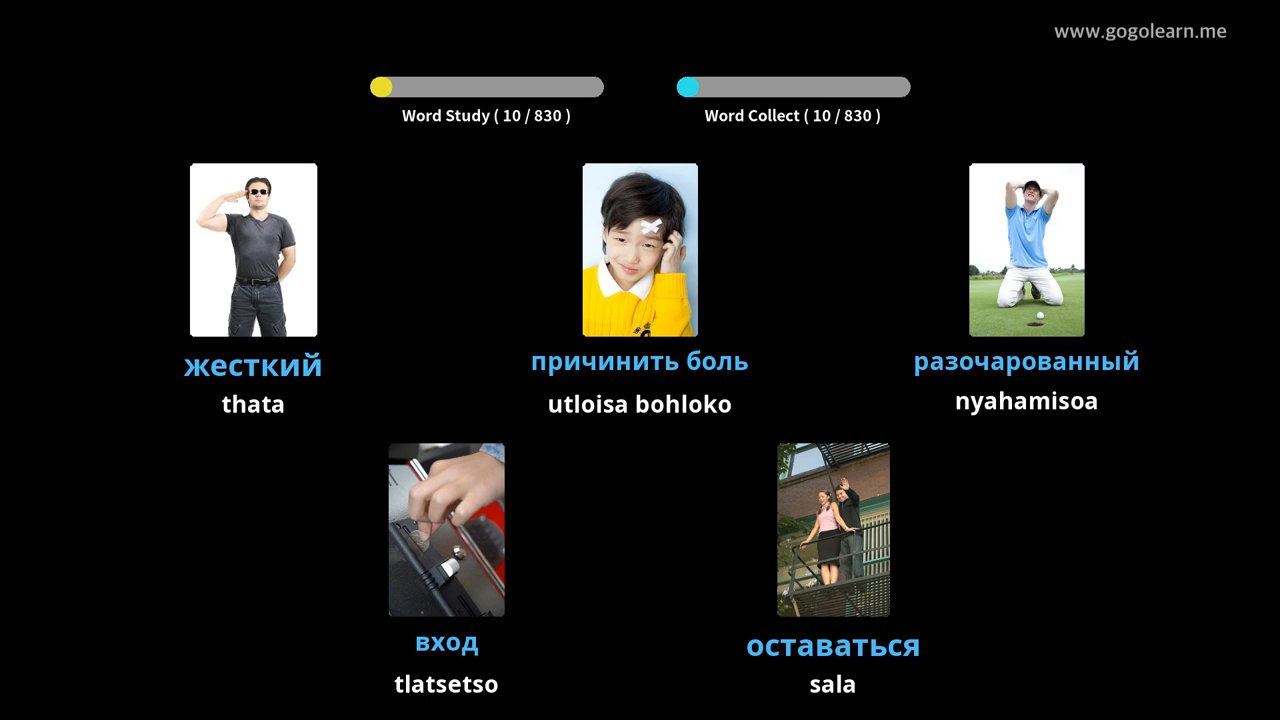 www.gogolearn.me
Word Study ( 10 / 830 )
Word Collect ( 10 / 830 )
жесткий
thata
причинить боль
utloisa bohloko
разочарованный
nyahamisoa
вход
tlatsetso
оставаться
sala